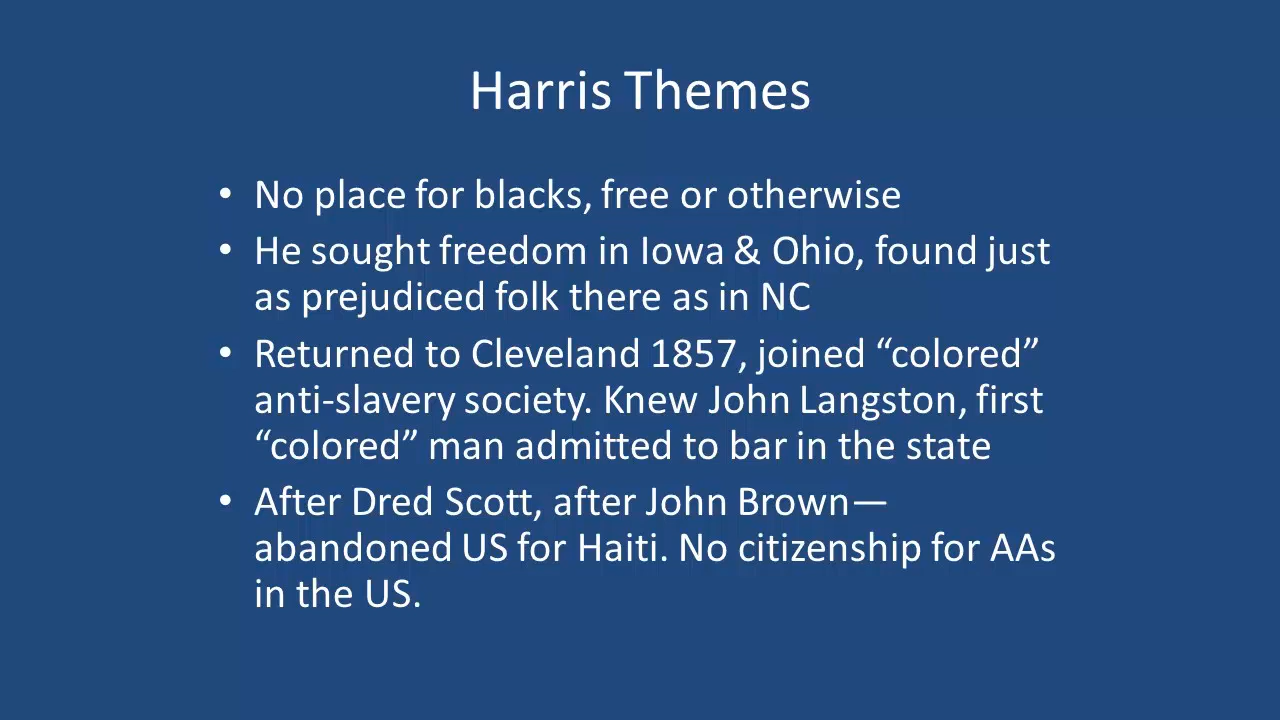 Harris Themes
• No place for blacks, free or otherwise
• He sought freedom in Iowa & Ohio, found just
as prejudiced folk there as in NC
• Returned to Cleveland 1857, joined “colored”
anti-slavery society. Knew John Langston, first
“colored” man admitted to bar in the state
• After Dred Scott, after John Brown—
abandoned US for Haiti. No citizenship for AAs
in the US.